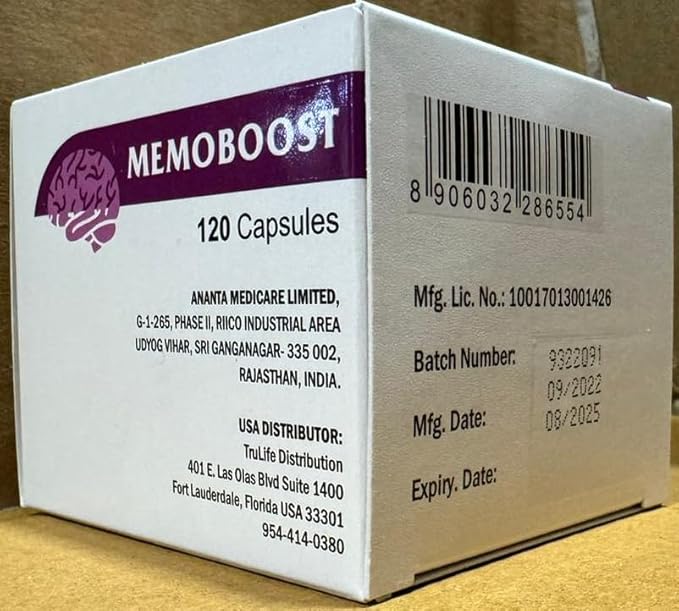 MEMOBOOST
120 Capsules
ANANTA MEDICARE LIMITED,
G-1-265, PHASE II, RIICO INDUSTRIAL AREA
UDYOG VIHAR, SRI GANGANAGAR- 335 002,
RAJASTHAN, INDIA.
USA DISTRIBUTOR:
TruLife Distribution
401 E. Las Olas Blvd Suite 1400
Fort Lauderdale, Florida USA 33301
954-414-0380
8 906032 286554
Mfg. Lic. No.: 10017013001426
Batch Number: 9322091
09/2022
Mfg. Date: 08/2025
Expiry. Date: